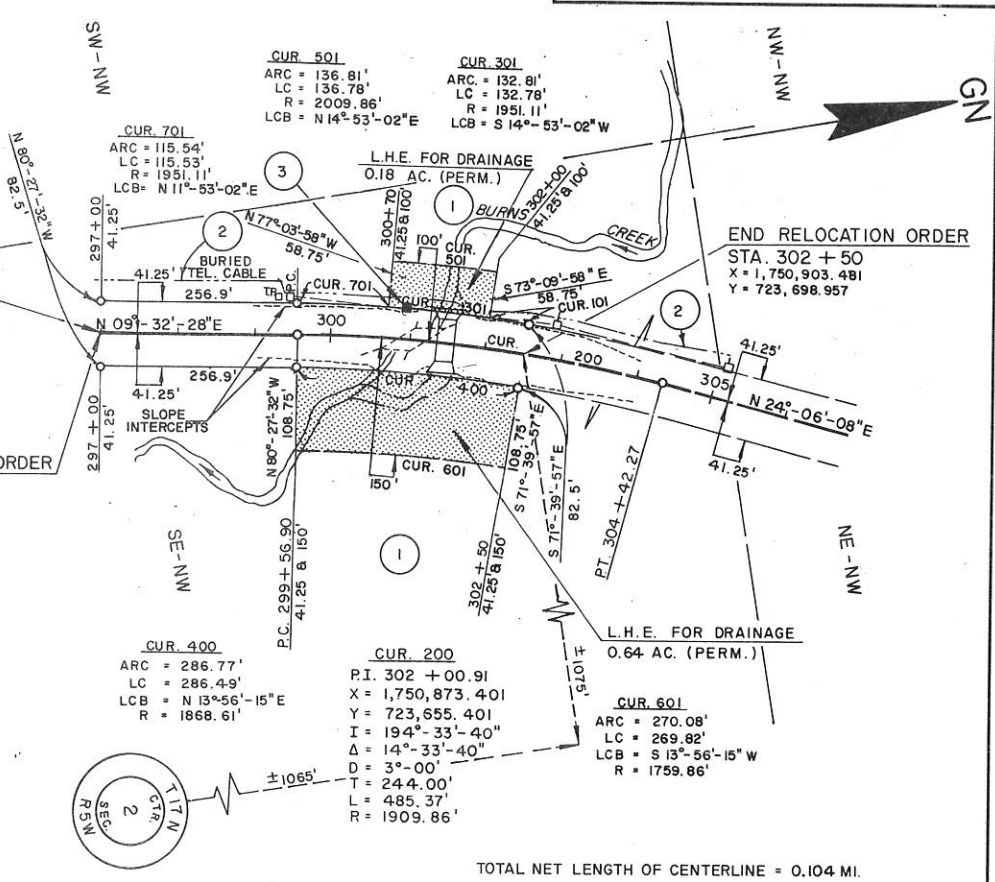 SW-NW
NW-NW
GN
CUR. 501
ARC = 136.81'
LC = 136.78'
R = 2009.86'
LCB = N 14°-53'-02" E
CUR. 301
ARC. = 132.81'
LC = 132.78'
R = 1951.11'
LCB = S 14°-53'-02" W
CUR. 701
ARC = 115.54'
LC = 115.53'
R = 1951.11'
LCB = N 11°-53'-02" E
N 80°-27'-32" W
82.5'
297 + 00
41.25'
3
L.H.E. FOR DRAINAGE
0.18 AC. (PERM.)
1
2
N 77°-03'-58" W
58.75'
300+70
41.25' & 100'
100'
CUR.
501
BURNS
CREEK
302+00
41.25' & 100'
END RELOCATION ORDER
STA. 302 + 50
X = 1,750,903.481
Y = 723,698.957
S 73°-09'-58" E
58.75'
CUR. 101
2
BURIED
TEL. CABLE
41.25'
256.9'
T.P.
P.C.
CUR. 701
CUR.
301
N 09°-32'-28" E
300
CUR.
200
305
41.25'
N 24°-06'-08" E
41.25'
256.9'
41.25'
SLOPE
INTERCEPTS
297 + 00
41.25'
ORDER
N 80°-27'-32" W
108.75'
CUR.
400
CUR. 601
150'
108.75'
S 71°-39'-57" E
S 71°-39'-57" E
82.5'
P.T. 304 + 42.27
SE-NW
P.C. 299 + 56.90
41.25 & 150'
1
302 + 50
41.25' & 150'
NE-NW
L.H.E. FOR DRAINAGE
0.64 AC. (PERM.)
±1075'
CUR. 400
ARC = 286.77'
LC = 286.49'
LCB = N 13°-56'-15" E
R = 1868.61'
CUR. 200
P.I. 302 + 00.91
X = 1,750,873.401
Y = 723,655.401
I = 194°-33'-40"
Δ = 14°-33'-40"
D = 3°-00'
T = 244.00'
L = 485.37'
R = 1909.86'
CUR. 601
ARC = 270.08'
LC = 269.82'
LCB = S 13°-56'-15" W
R = 1759.86'
±1065'
T 17 N
CTR.
2
SEC.
R5W
TOTAL NET LENGTH OF CENTERLINE = 0.104 MI.